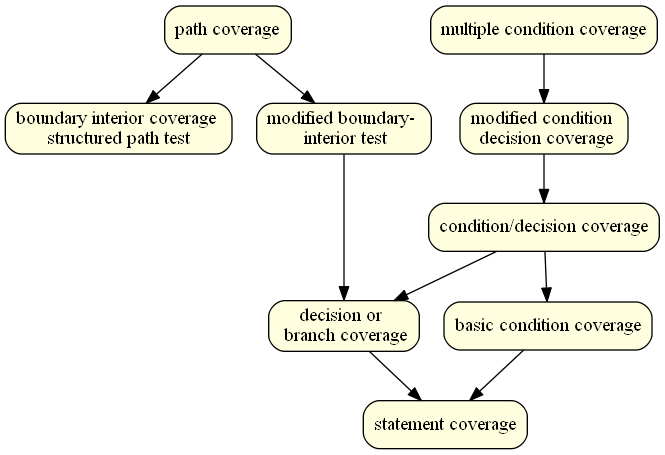 path coverage
multiple condition coverage
boundary interior coverage
structured path test
modified boundary-
interior test
modified condition
decision coverage
condition/decision coverage
decision or
branch coverage
basic condition coverage
statement coverage